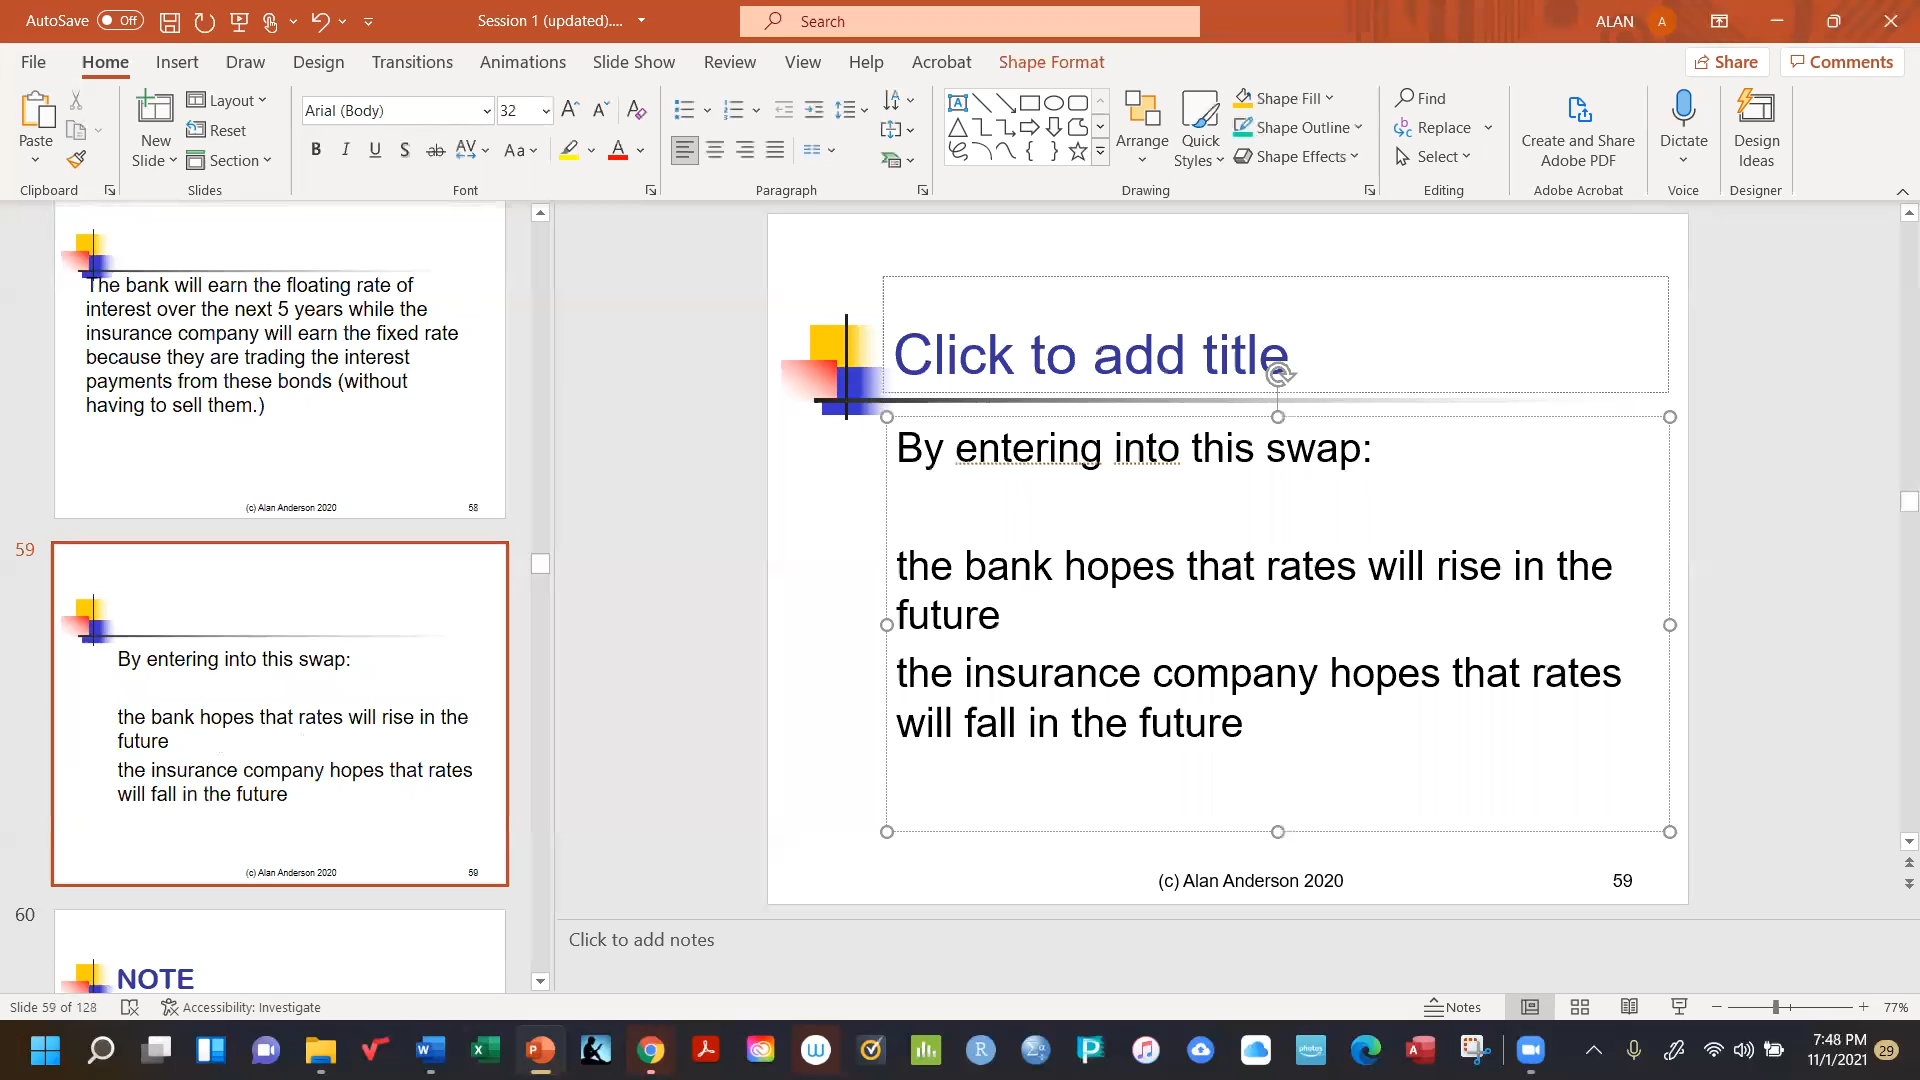 AutoSave Off
Session 1 (updated)....
Search
ALAN A
File Home Insert Draw Design Transitions Animations Slide Show Review View Help Acrobat Shape Format
Share Comments
Paste
Clipboard
New
Slide
Layout
Reset
Section
Slides
Arial (Body) 32
Font
Paragraph
Arrange
Quick
Styles
Shape Fill
Shape Outline
Shape Effects
Drawing
Find
Replace
Select
Editing
Create and Share
Adobe PDF
Adobe Acrobat
Dictate
Voice
Design
Ideas
Designer
The bank will earn the floating rate of
interest over the next 5 years while the
insurance company will earn the fixed rate
because they are trading the interest
payments from these bonds (without
having to sell them.)
(c) Alan Anderson 2020 58
59
By entering into this swap:
the bank hopes that rates will rise in the
future
the insurance company hopes that rates
will fall in the future
(c) Alan Anderson 2020 59
60
NOTE
Click to add title
By entering into this swap:
the bank hopes that rates will rise in the
future
the insurance company hopes that rates
will fall in the future
(c) Alan Anderson 2020 59
Click to add notes
Slide 59 of 128
Accessibility: Investigate
Notes
77%
7:48 PM
11/1/2021
29